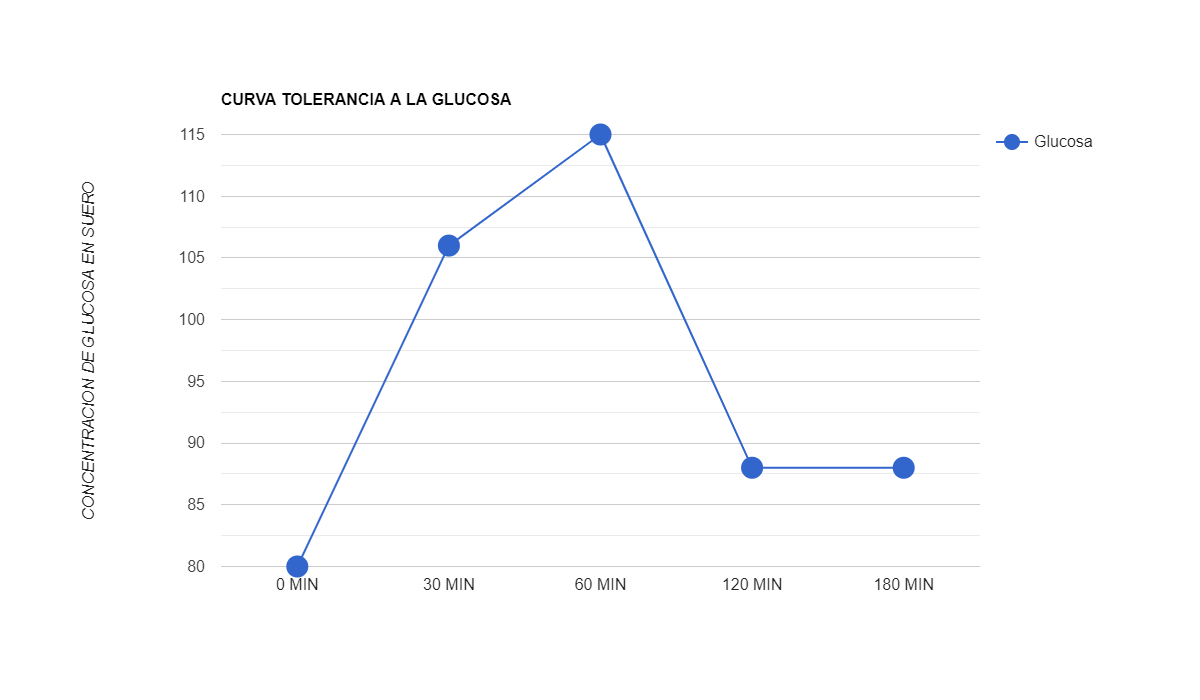 CURVA TOLERANCIA A LA GLUCOSA
Glucosa
CONCENTRACION DE GLUCOSA EN SUERO
115
110
105
100
95
90
85
80
0 MIN
30 MIN
60 MIN
120 MIN
180 MIN